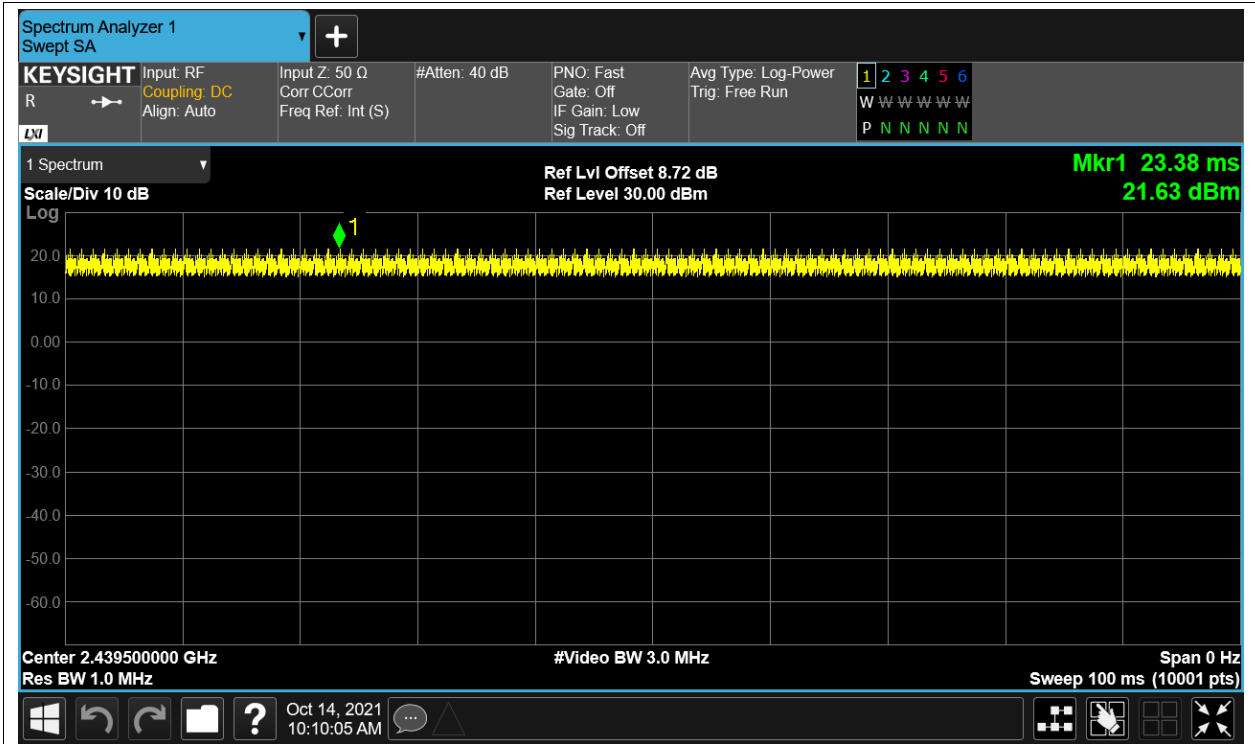 Spectrum Analyzer 1
Swept SA
▼
+
KEYSIGHT Input: RF Input Z: 50 Ω #Atten: 40 dB PNO: Fast Avg Type: Log-Power 1 2 3 4 5 6
R Coupling: DC Corr CCorr Gate: Off Trig: Free Run W W W W W W
Align: Auto Freq Ref: Int (S) IF Gain: Low
LXI Sig Track: Off P N N N N N
1 Spectrum ▼ Ref Lvl Offset 8.72 dB Mkr1 23.38 ms
Scale/Div 10 dB Ref Level 30.00 dBm 21.63 dBm
Log
1
20.0
10.0
0.00
-10.0
-20.0
-30.0
-40.0
-50.0
-60.0
Center 2.439500000 GHz #Video BW 3.0 MHz Span 0 Hz
Res BW 1.0 MHz Sweep 100 ms (10001 pts)
? Oct 14, 2021
10:10:05 AM